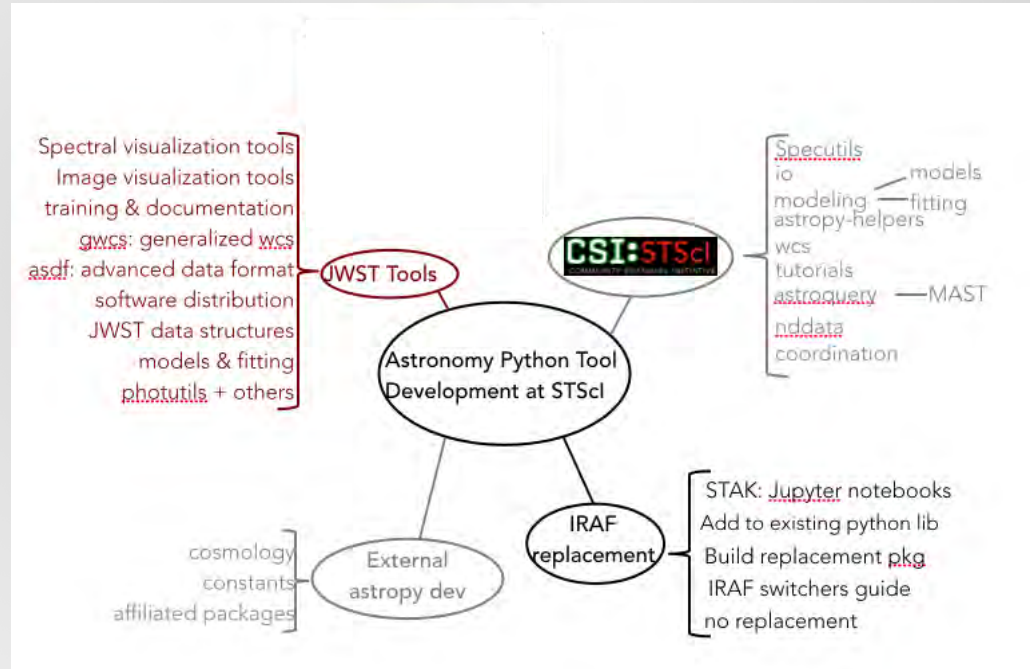 Spectral visualization tools
Image visualization tools
training & documentation
gwcs: generalized wcs
asdf: advanced data format
software distribution
JWST data structures
models & fitting
photutils + others
JWST Tools
CSI:STScI
COMMUNITY SOFTWARE INITIATIVE
Specutils
io
modeling
models
fitting
astropy-helpers
wcs
tutorials
astroquery
MAST
nddata
coordination
Astronomy Python Tool
Development at STScI
cosmology
constants
affiliated packages
External
astropy dev
IRAF
replacement
STAK: Jupyter notebooks
Add to existing python lib
Build replacement pkg
IRAF switchers guide
no replacement